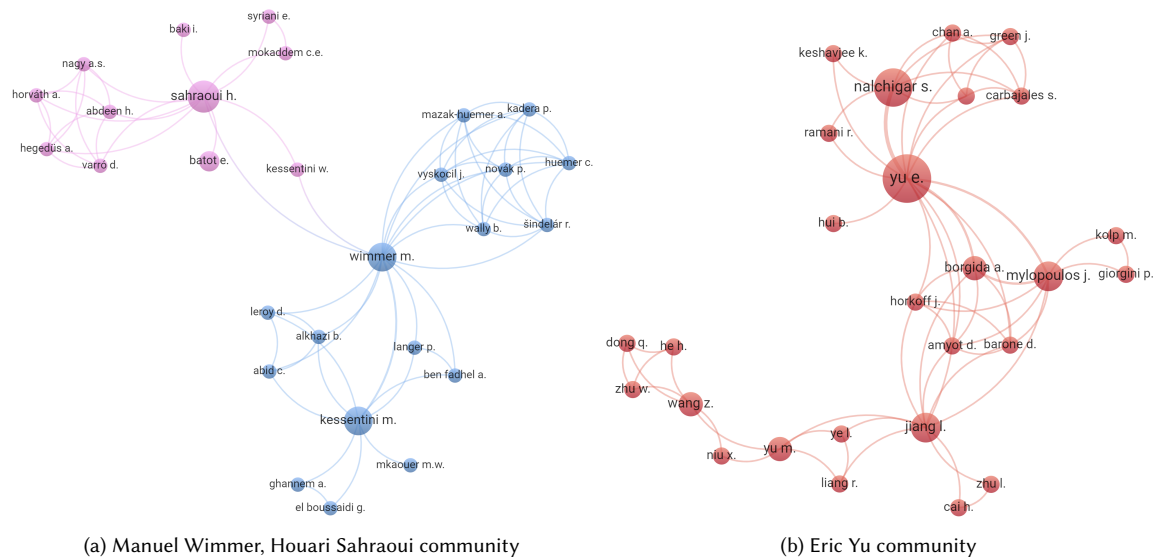 syriani e.
baki i.
mokaddem c.e.
nagy a.s.
sahraoui h.
horváth a.
abdeen h.
hegedüs a.
varró d.
batot e.
kessentini w.
mazak-huemer a.
kadera p.
vyskocil j.
novák p.
huemer c.
wally b.
šindelár r.
wimmer m.
leroy d.
alkhazi b.
langer p.
abid c.
ben fadhel a.
kessentini m.
mkaouer m.w.
ghannem a.
el boussaidi g.
(a) Manuel Wimmer, Houari Sahraoui community
chan a.
green j.
keshavjee k.
nalchigar s.
carbajales s.
ramani r.
yu e.
hui b.
kolp m.
borgida a.
mylopoulos j.
giorgini p.
horkoff j.
amyot d.
barone d.
dong q.
he h.
zhu w.
wang z.
jiang l.
ye l.
niu x.
yu m.
liang r.
zhu l.
cai h.
(b) Eric Yu community